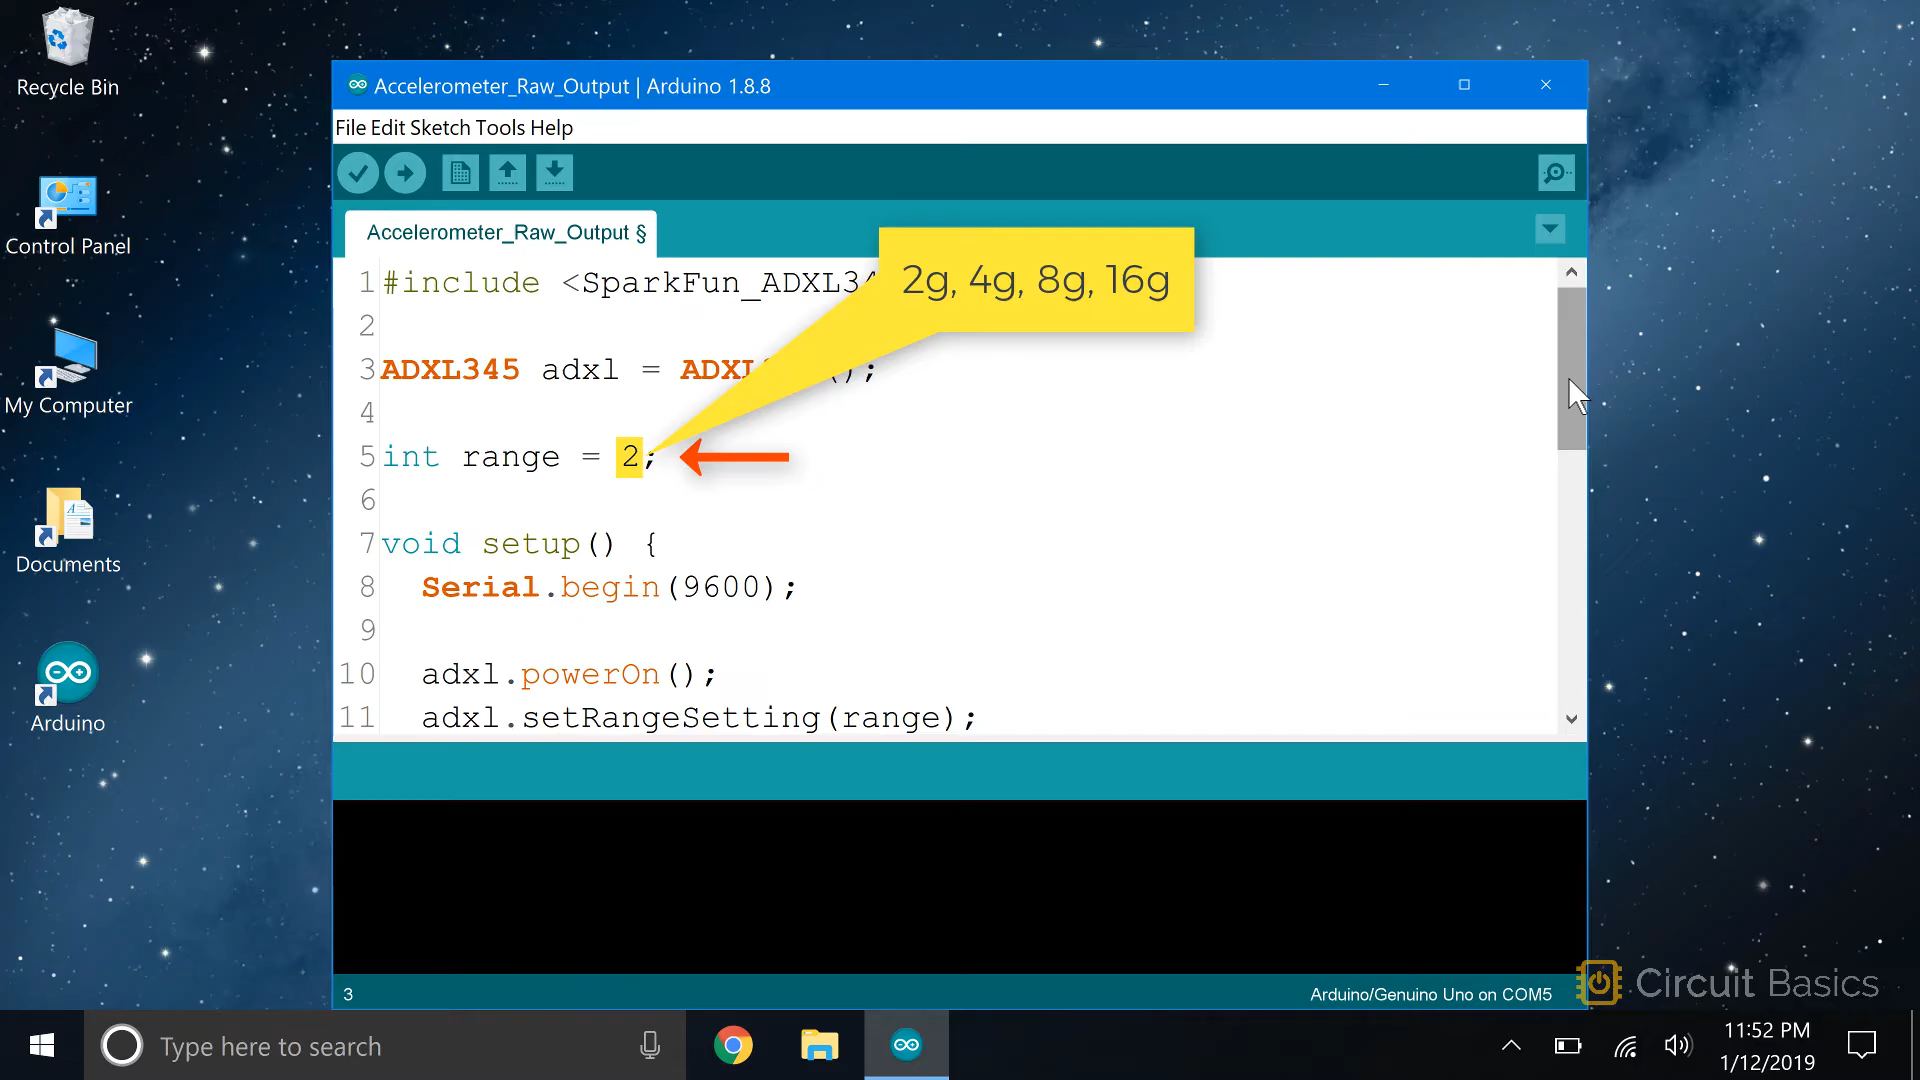 Recycle Bin
Control Panel
My Computer
Documents
Arduino
Accelerometer_Raw_Output | Arduino 1.8.8
File Edit Sketch Tools Help
Accelerometer_Raw_Output §
2g, 4g, 8g, 16g
1 #include <SparkFun_ADXL34
2
3 ADXL345 adxl = ADXL ();
4
5 int range = 2;
6
7 void setup() {
8 Serial.begin(9600);
9
10 adxl.powerOn();
11 adxl.setRangeSetting(range);
3
Arduino/Genuino Uno on COM5
Circuit Basics
Type here to search
11:52 PM
1/12/2019